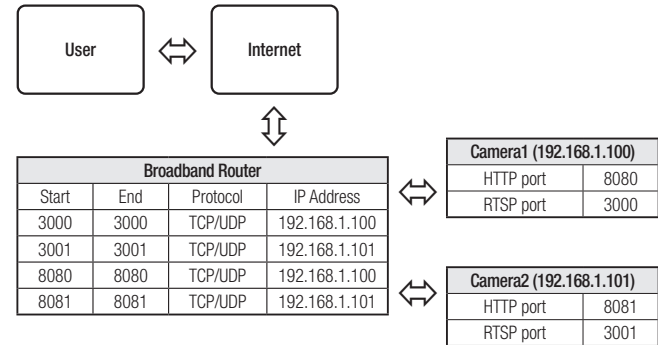 User
Internet
Broadband Router
Start End Protocol IP Address
3000 3000 TCP/UDP 192.168.1.100
3001 3001 TCP/UDP 192.168.1.101
8080 8080 TCP/UDP 192.168.1.100
8081 8081 TCP/UDP 192.168.1.101
Camera1 (192.168.1.100)
HTTP port 8080
RTSP port 3000
Camera2 (192.168.1.101)
HTTP port 8081
RTSP port 3001